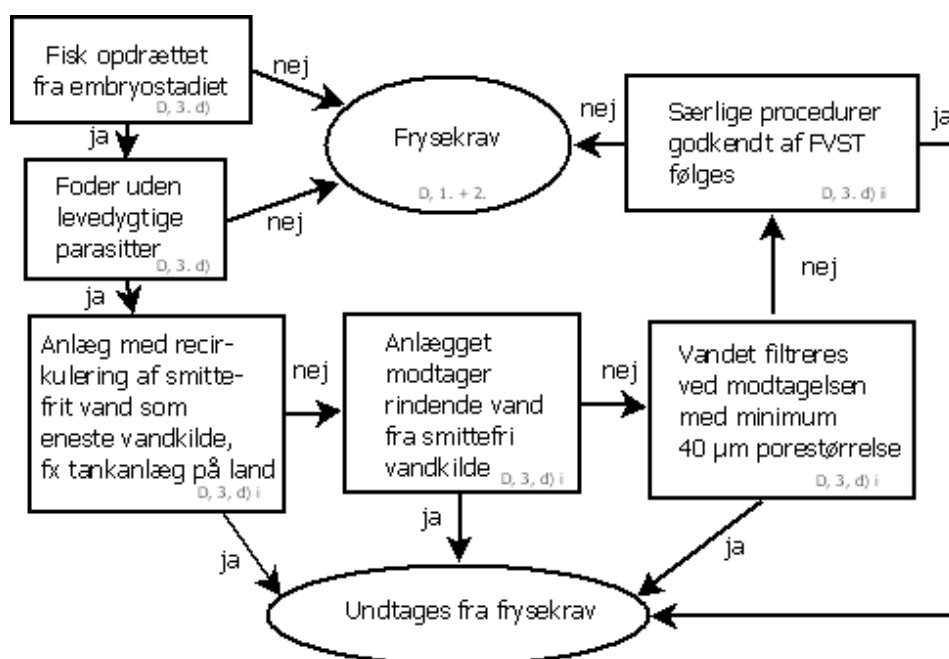 Fisk opdrættet
fra embryostadiet
D, 3. d)
nej
ja
Frysekrav
D, 1. + 2.
nej
Særlige procedurer
godkendt af FVST
følges
D, 3. d) ii
ja
Foder uden
levedygtige
parasitter
D, 3. d)
nej
ja
nej
Anlæg med recir-
kulering af smitte-
frit vand som
eneste vandkilde,
fx tankanlæg på land
D, 3, d) i
nej
Anlægget
modtager
rindende vand
fra smittefri
vandkilde
D, 3, d) i
nej
Vandet filtreres
ved modtagelsen
med minimum
40 µm porestørrelse
D, 3, d) i
ja
ja
ja
Undtages fra frysekrav